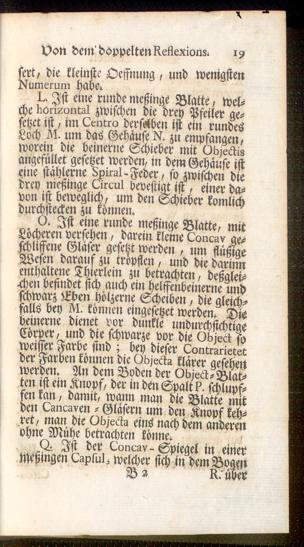 Von dem doppelten Reflexions. 19
sert, die kleinste Oeffnung, und wenigsten
Numerum habe.
L. Ist eine runde meßinge Blatte, wel-
che horizontal zwischen die drey Pfeiler ge-
setzet ist, im Centro derselben ist ein rundes
Loch M. um das Gehäuse N. zu empfangen,
worein die beinerne Schieber mit Objectis
angefüllet gesetzet werden, in dem Gehäuse ist
eine stählerne Spiral-Feder, so zwischen die
drey meßinge Circul bevestigt ist, einer da-
von ist beweglich, um den Schieber komlich
durchstecken zu können.
O. Ist eine runde meßinge Blatte, mit
Löcheren versehen, darein kleine Concav ge-
schliffene Gläser gesetzt werden, um flüßige
Wesen darauf zu tröpflen, und die darinn
enthaltene Thierlein zu betrachten, deßglei-
chen befindet sich auch ein helffenbeinerne und
schwarz Eben hölzerne Scheiben, die gleich-
falls bey M. können eingesetzt werden. Die
beinerne dienet vor dunkle undurchsichtige
Cörper, und die schwarze vor die Object so
weisser Farbe sind; bey dieser Contrarietet
der Farben können die Objecta klärer gesehen
werden. An dem Boden der Object-Blat-
ten ist ein Knopf, der in den Spalt P. schlupf-
fen kan, damit, wann man die Blatte mit
den Cancaven-Gläsern um den Knopf keh-
ret, man die Objecta eins nach dem anderen
ohne Mühe betrachten könne.
Q. Ist der Concav-Spiegel in einer
meßingen Capsul, welcher sich in dem Bogen
B 2 R. über